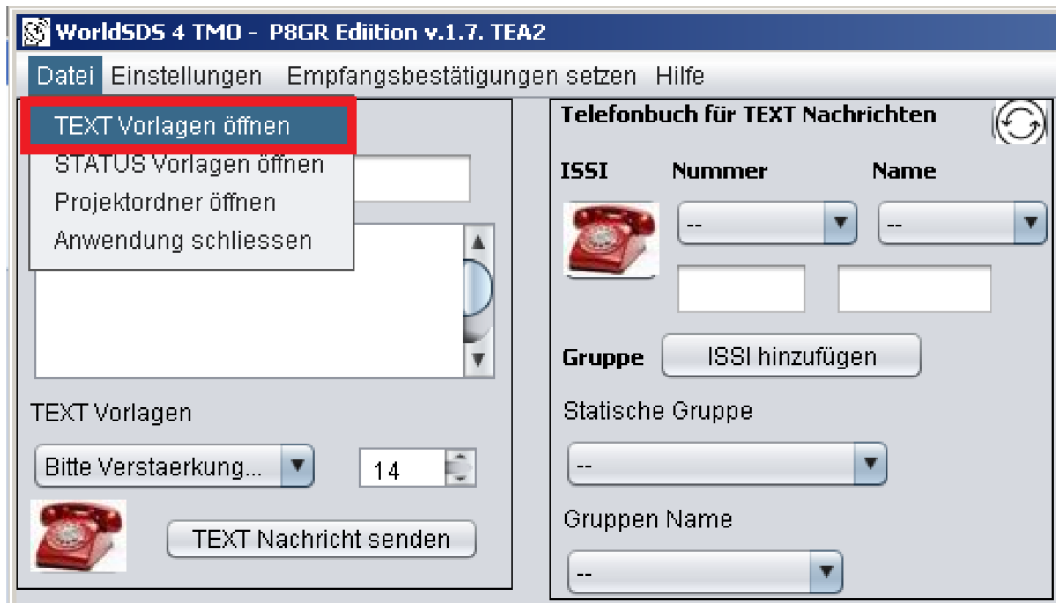 WorldSDS 4 TMO - P8GR Ediition v.1.7. TEA2
Datei Einstellungen Empfangsbestätigungen setzen Hilfe
TEXT Vorlagen öffnen
STATUS Vorlagen öffnen
Projektordner öffnen
Anwendung schliessen
TEXT Vorlagen
Bitte Verstaerkung... 14
TEXT Nachricht senden
Telefonbuch für TEXT Nachrichten
ISSI Nummer Name
-- --
Gruppe ISSI hinzufügen
Statische Gruppe
--
Gruppen Name
--